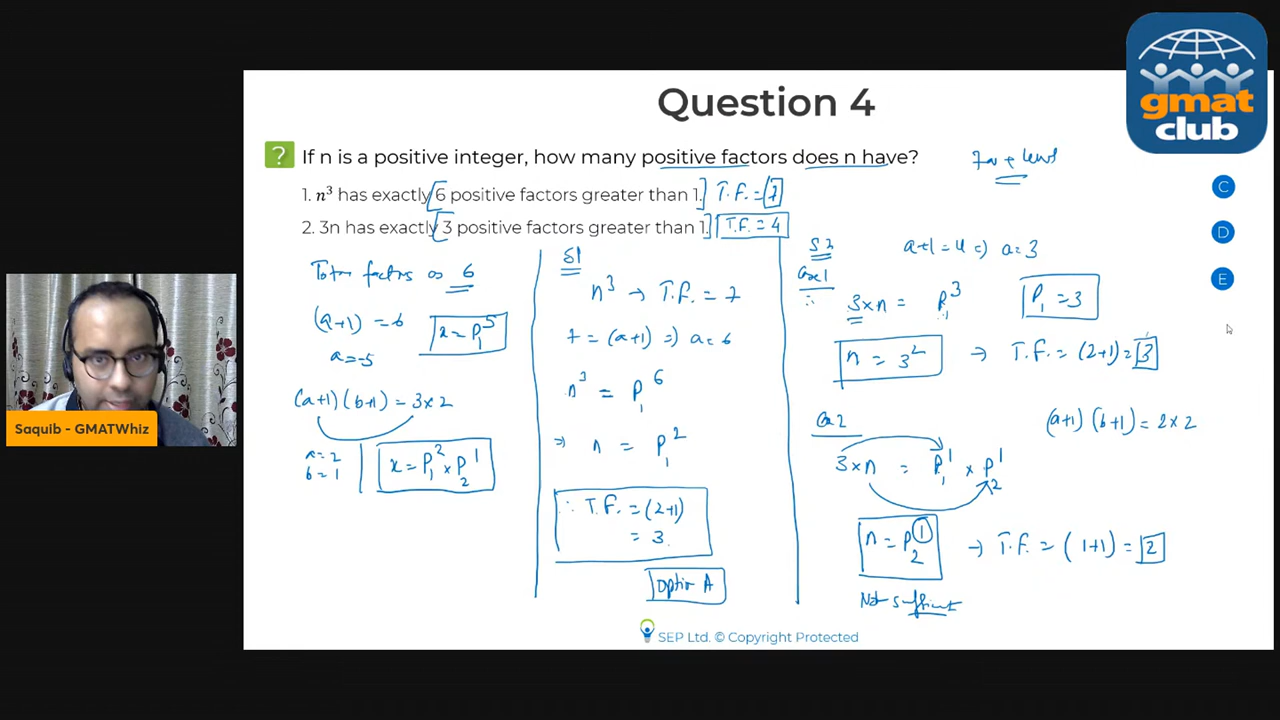 gmat
club
Question 4
? If n is a positive integer, how many positive factors does n have?
1. n³ has exactly [6 positive factors greater than 1.] T.F. = 7
2. 3n has exactly [3 positive factors greater than 1.] T.F. = 4
C
D
E
Total factors as 6
(a+1) = 6
a = 5
x = P₁⁵
(a+1)(b+1) = 3×2
a=2
b=1
x = P₁² × P₂¹
S1
n³ → T.F. = 7
7 = (a+1) => a=6
n³ = P₁⁶
=> n = P₁²
∴ T.F. = (2+1)
= 3.
Option A
S2
a+1=4 => a=3
Case 1
∴ 3×n = P₁³
P₁ = 3
n = 3² → T.F. = (2+1) = 3
(a+1)(b+1) = 2×2
3×n = P₁¹ × P₂¹
n = P₂¹ → T.F. = (1+1) = 2
Not sufficient
Saquib - GMATWhiz
SEP Ltd. © Copyright Protected